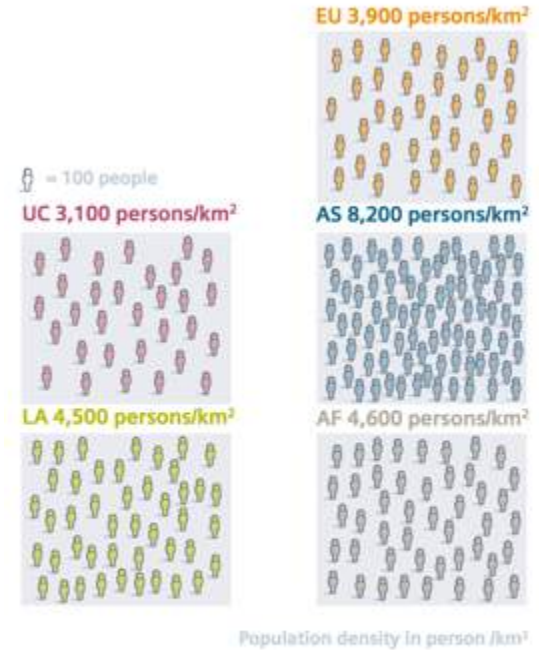 EU 3,900 persons/km²
= 100 people
UC 3,100 persons/km²
AS 8,200 persons/km²
LA 4,500 persons/km²
AF 4,600 persons/km²
Population density in person /km²